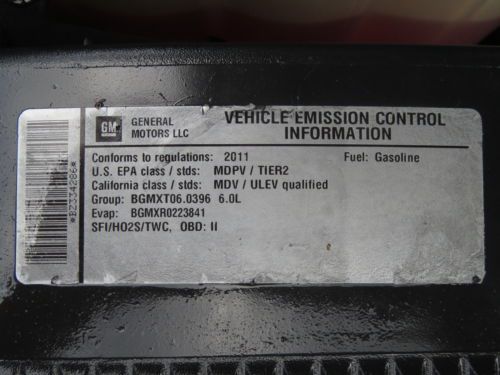 GM
GENERAL MOTORS LLC
VEHICLE EMISSION CONTROL
INFORMATION
Conforms to regulations: 2011 Fuel: Gasoline
U.S. EPA class / stds: MDPV / TIER2
California class / stds: MDV / ULEV qualified
Group: BGMXT06.0396 6.0L
Evap: BGMXR0223841
SFI/HO2S/TWC, OBD: II
*BZ334286*